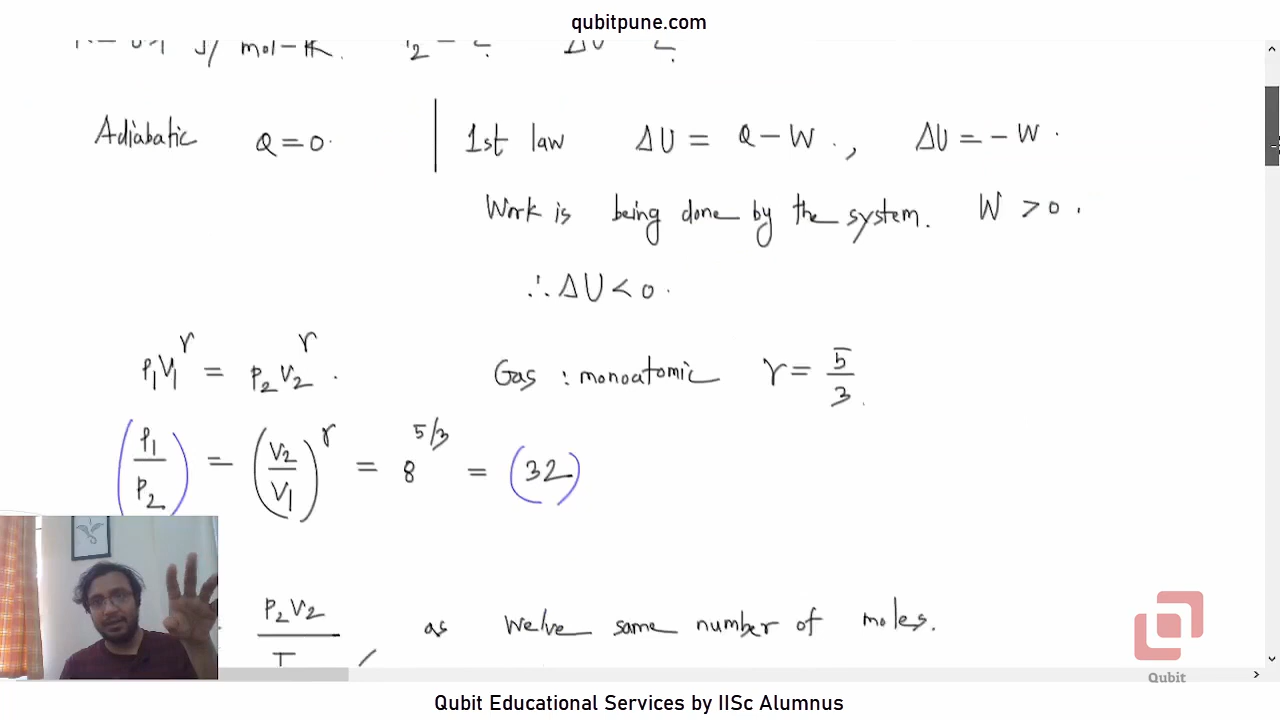 qubitpune.com
mol-K.
Adiabatic Q=0. 1st law ΔU = Q-W., ΔU = -W.
Work is being done by the system. W > 0.
∴ ΔU < 0.
P₁V₁^γ = P₂V₂^γ. Gas : monoatomic γ = 5/3.
(P₁/P₂) = (V₂/V₁)^γ = 8^5/3 = (32)
P₂V₂ as we've same number of moles.
T
Qubit
Qubit Educational Services by IISc Alumnus